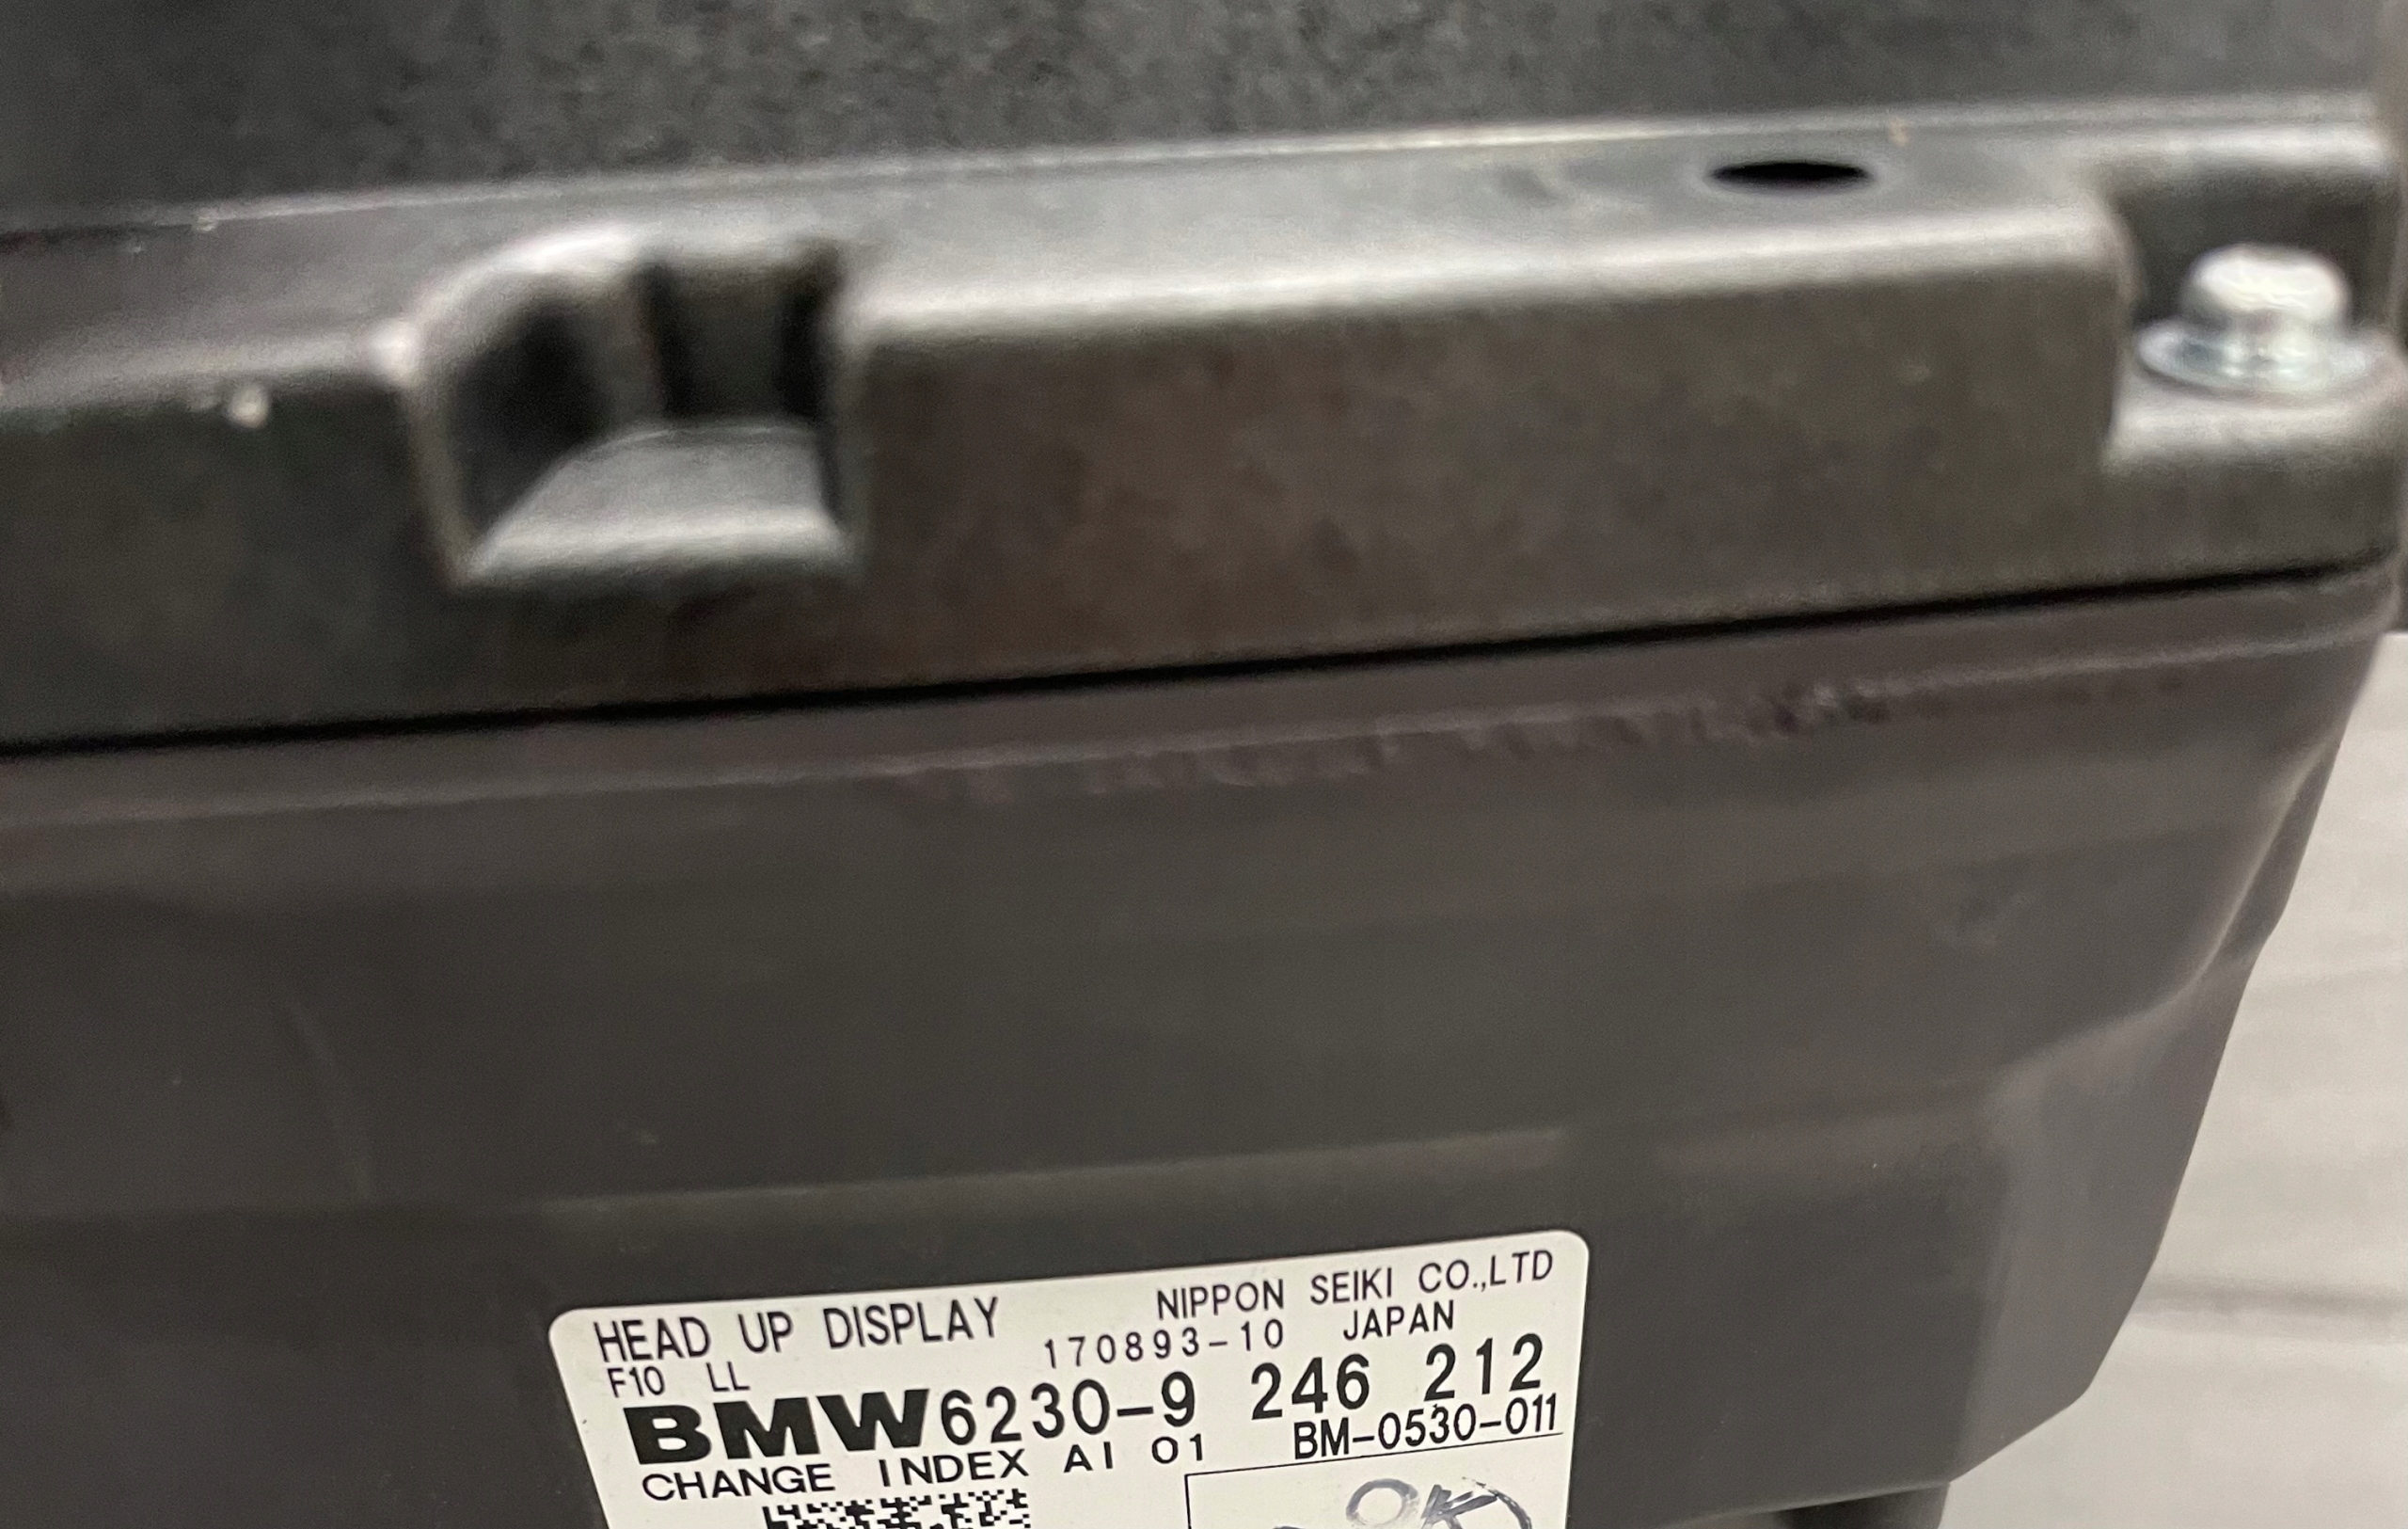 HEAD UP DISPLAY NIPPON SEIKI CO.,LTD
F10 LL 170893-10 JAPAN
BMW 6230-9 246 212
CHANGE INDEX AI 01 BM-0530-011
OK